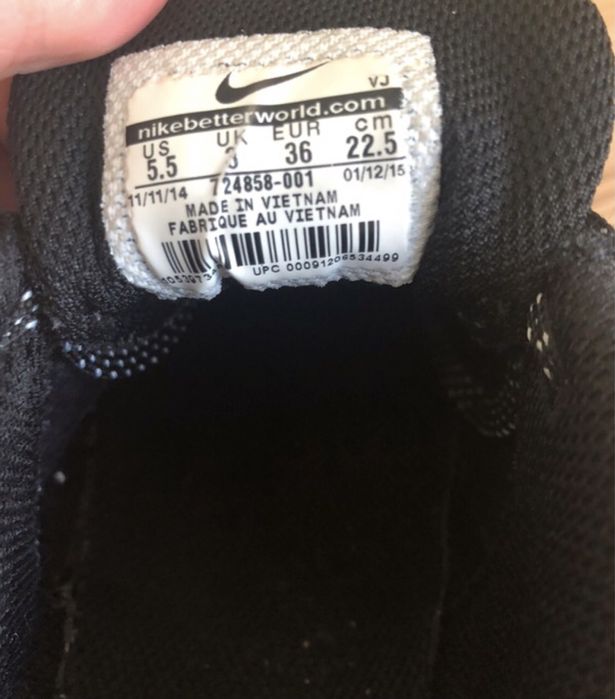 VJ
nikebetterworld.com
US UK EUR cm
5.5 3 36 22.5
11/11/14 724858-001 01/12/15
MADE IN VIETNAM
FABRIQUE AU VIETNAM
UPC 00091206534499